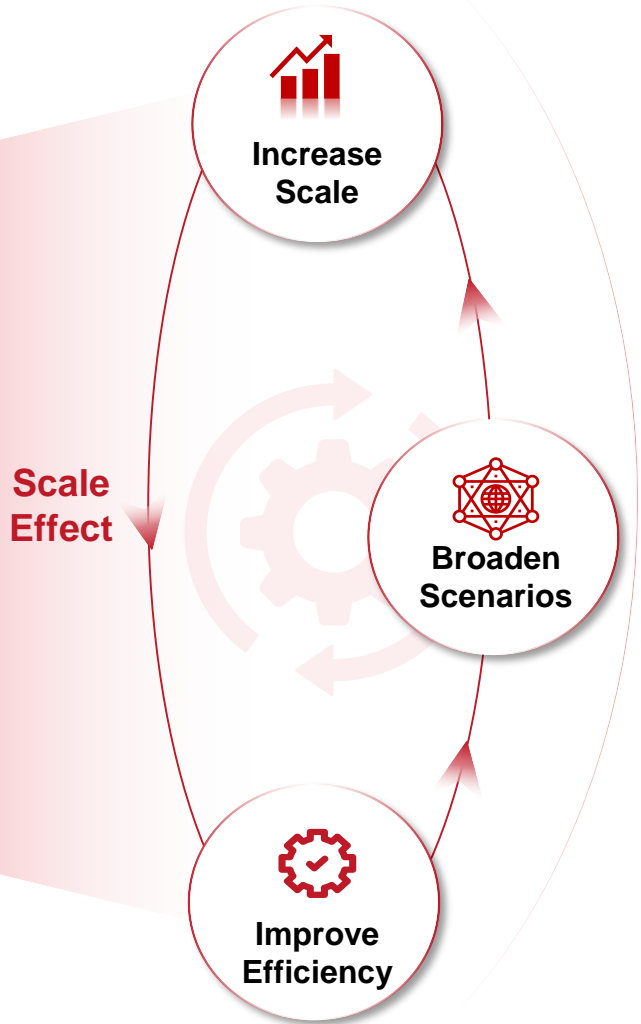 Increase
Scale
Scale
Effect
Broaden
Scenarios
Improve
Efficiency